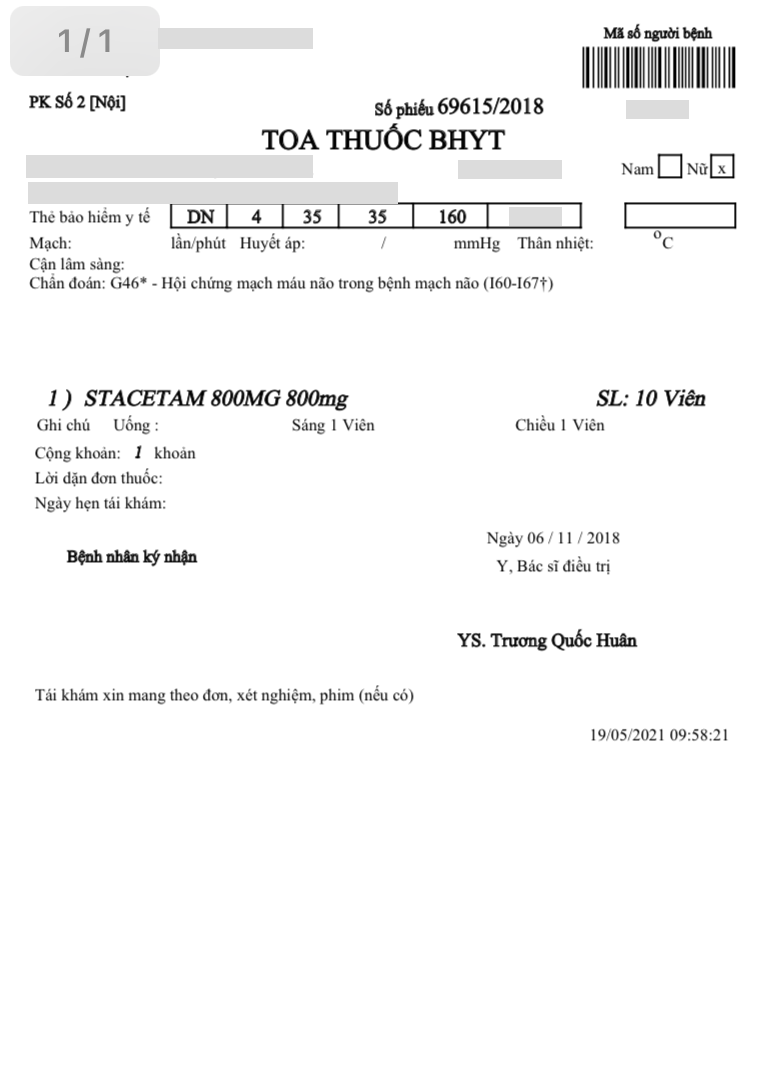 1/1
Mã số người bệnh
PK Số 2 [Nội]
Số phiếu 69615/2018
TOA THUỐC BHYT
Nam Nữ x
Thẻ bảo hiểm y tế DN 4 35 35 160
Mạch: lần/phút Huyết áp: / mmHg Thân nhiệt: °C
Cận lâm sàng:
Chẩn đoán: G46* - Hội chứng mạch máu não trong bệnh mạch não (I60-I67†)
1 ) STACETAM 800MG 800mg SL: 10 Viên
Ghi chú Uống : Sáng 1 Viên Chiều 1 Viên
Cộng khoản: 1 khoản
Lời dặn đơn thuốc:
Ngày hẹn tái khám:
Ngày 06 / 11 / 2018
Bệnh nhân ký nhận
Y, Bác sĩ điều trị
YS. Trương Quốc Huân
Tái khám xin mang theo đơn, xét nghiệm, phim (nếu có)
19/05/2021 09:58:21